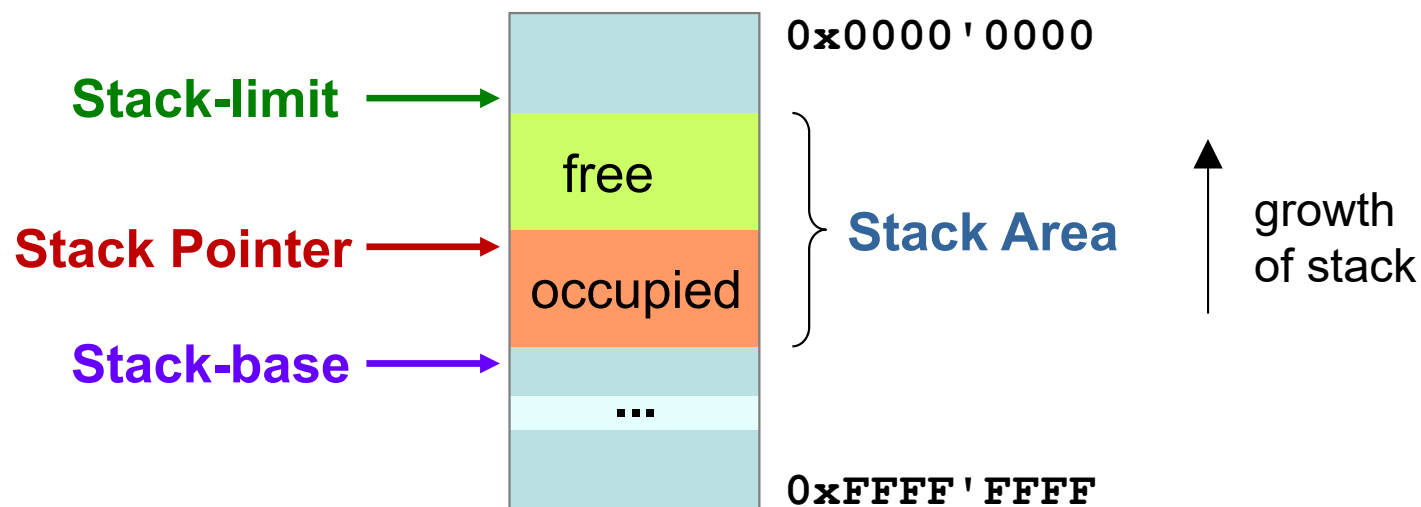 0x0000'0000
Stack-limit
free
Stack Pointer
Stack Area
growth
of stack
occupied
Stack-base
...
0xFFFF'FFFF